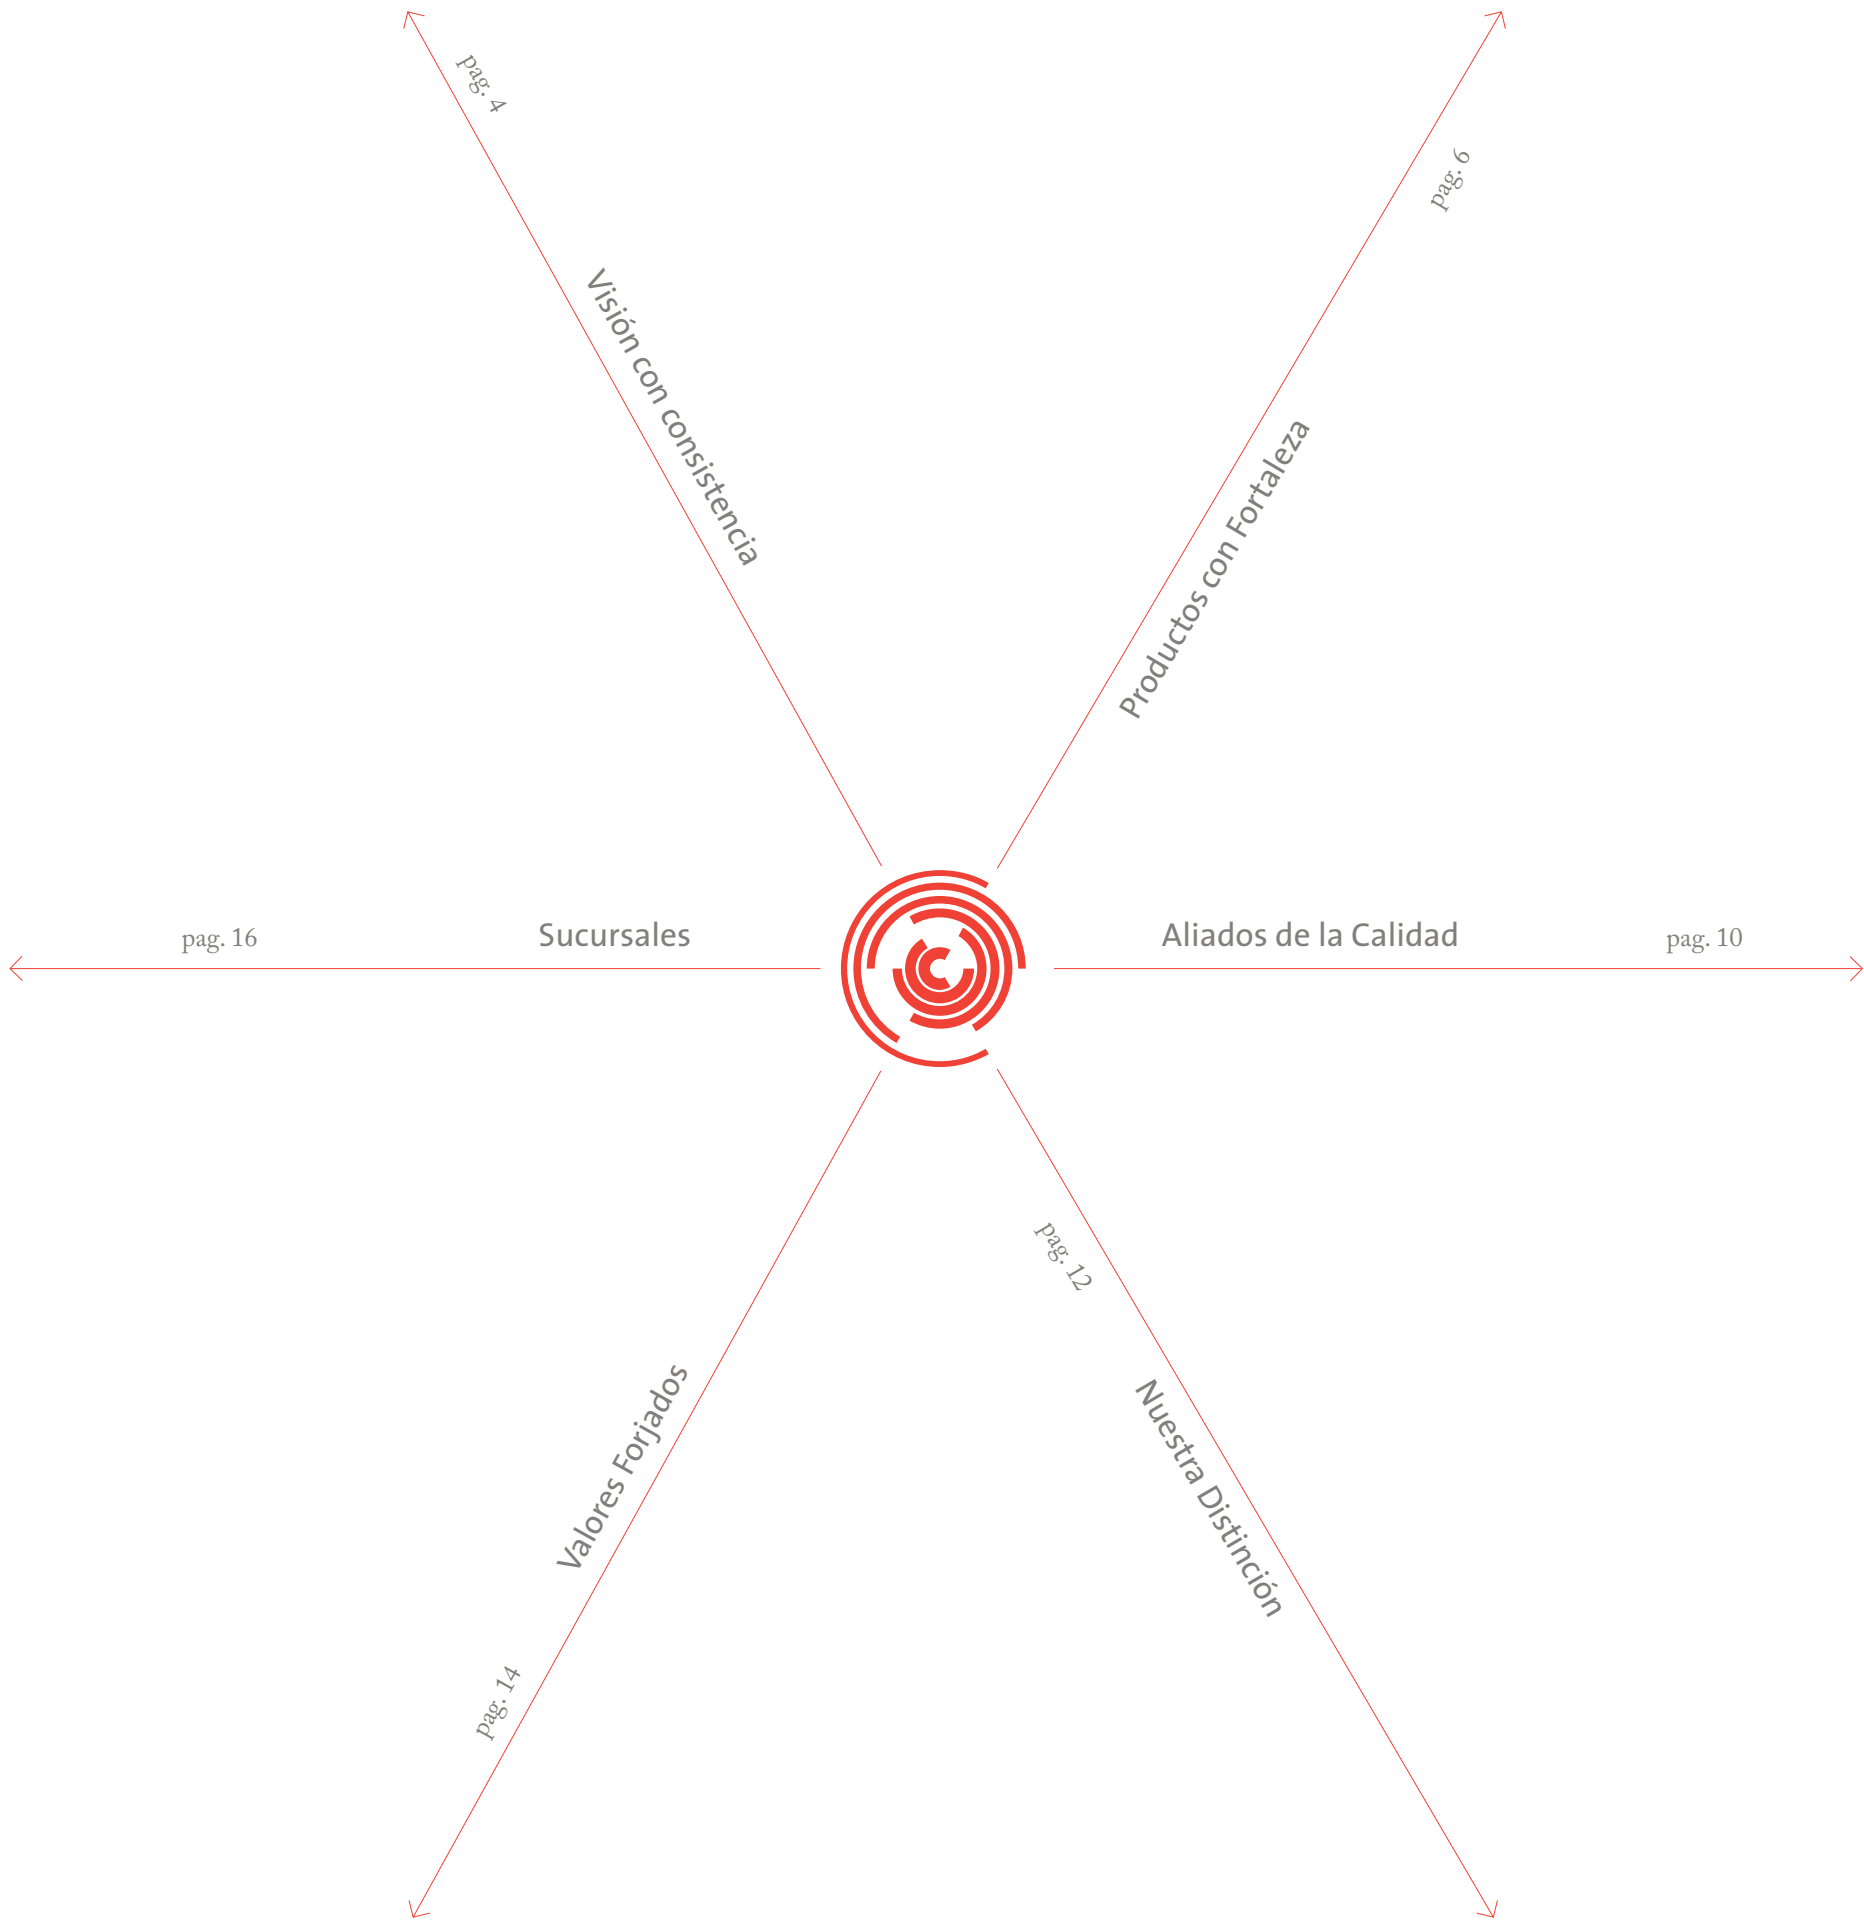 pag. 4
Visión con consistencia
pag. 6
Productos con Fortaleza
pag. 16
Sucursales
Aliados de la Calidad
pag. 10
pag. 12
Nuestra Distinción
Valores Forjados
pag. 14